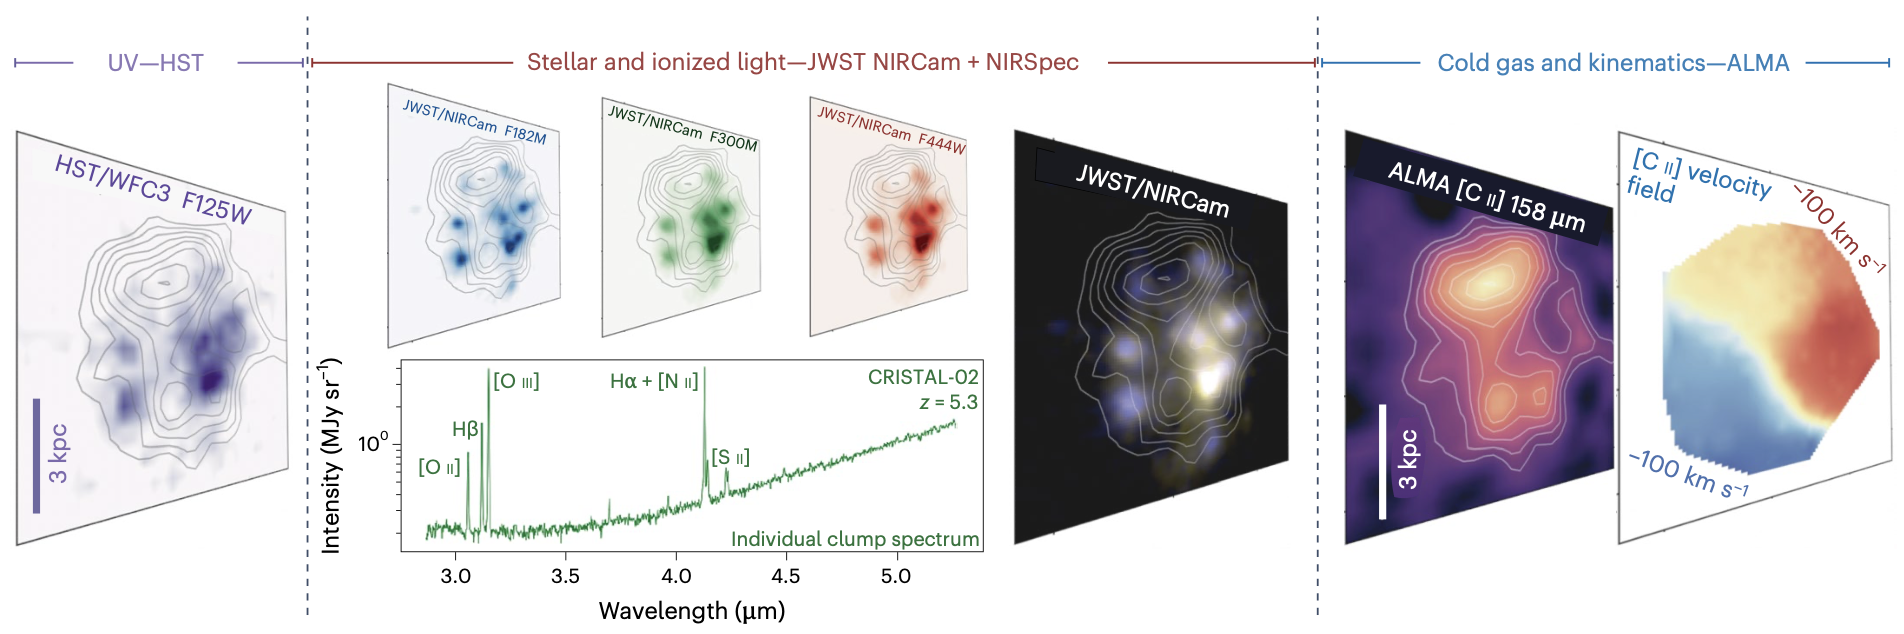 UV—HST
Stellar and ionized light—JWST NIRCam + NIRSpec
Cold gas and kinematics—ALMA
HST/WFC3 F125W
3 kpc
JWST/NIRCam F182M
JWST/NIRCam F300M
JWST/NIRCam F444W
Intensity (MJy sr⁻¹)
10⁰
[O II]
Hβ
[O III]
Hα + [N II]
[S II]
CRISTAL-02
z = 5.3
Individual clump spectrum
3.0 3.5 4.0 4.5 5.0
Wavelength (μm)
JWST/NIRCam
ALMA [C II] 158 μm
3 kpc
[C II] velocity
field
−100 km s⁻¹
−100 km s⁻¹